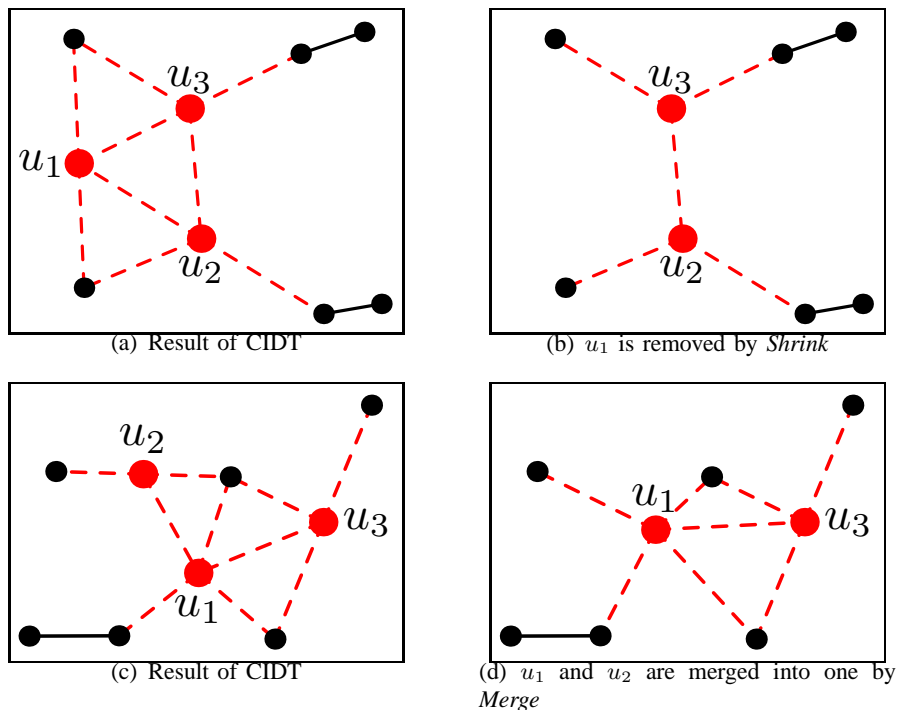 u3
u1
u2
(a) Result of CIDT
u3
u2
(b) u1 is removed by Shrink
u2
u3
u1
(c) Result of CIDT
u1
u3
(d) u1 and u2 are merged into one by
Merge